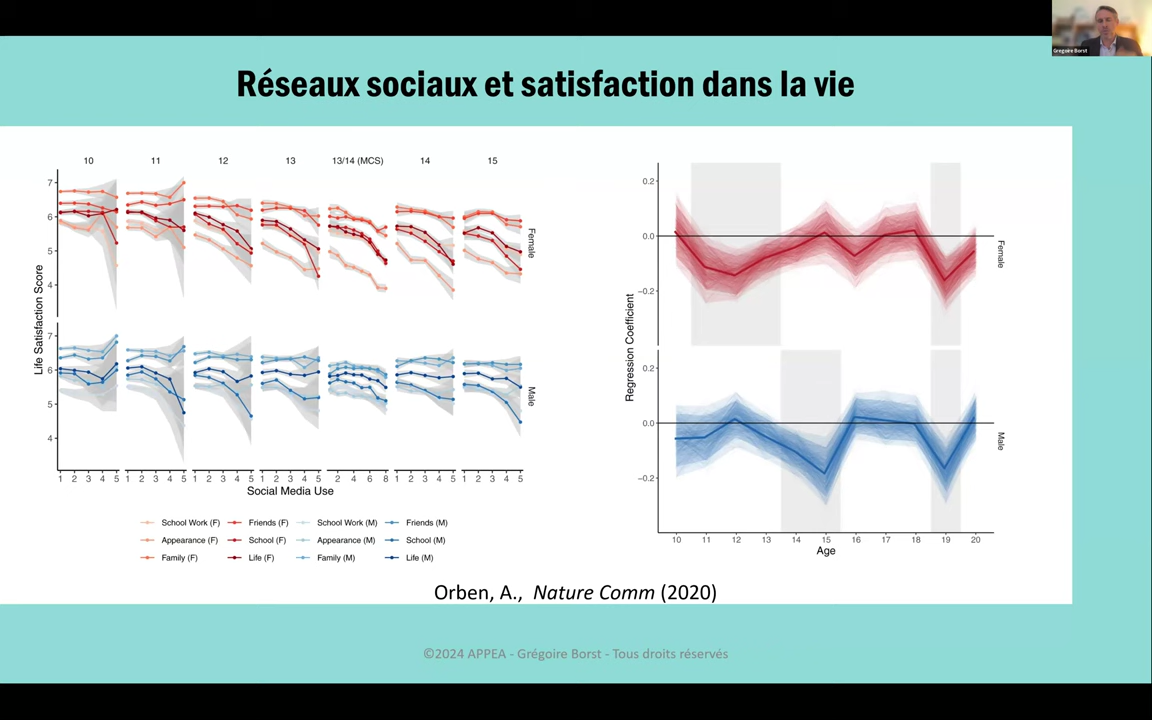 Grégoire Borst
Réseaux sociaux et satisfaction dans la vie
10 11 12 13 13/14 (MCS) 14 15
Life Satisfaction Score
7
6
5
4
Female
7
6
5
4
Male
1 2 3 4 5 1 2 3 4 5 1 2 3 4 5 1 2 3 4 5 2 4 6 8 1 2 3 4 5 1 2 3 4 5
Social Media Use
School Work (F) Friends (F) School Work (M) Friends (M)
Appearance (F) School (F) Appearance (M) School (M)
Family (F) Life (F) Family (M) Life (M)
Regression Coefficient
0.2
0.0
−0.2
Female
0.2
0.0
−0.2
Male
10 11 12 13 14 15 16 17 18 19 20
Age
Orben, A., Nature Comm (2020)
©2024 APPEA - Grégoire Borst - Tous droits réservés